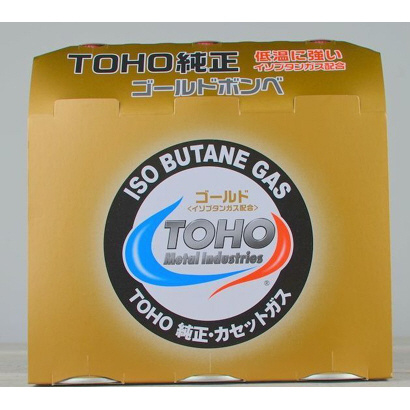 TOHO純正
低温に強い
イソブタンガス配合
ゴールドボンベ
ISO BUTANE GAS
ゴールド
<イソブタンガス配合>
TOHO
Metal Industries
®
TOHO 純正・カセットガス